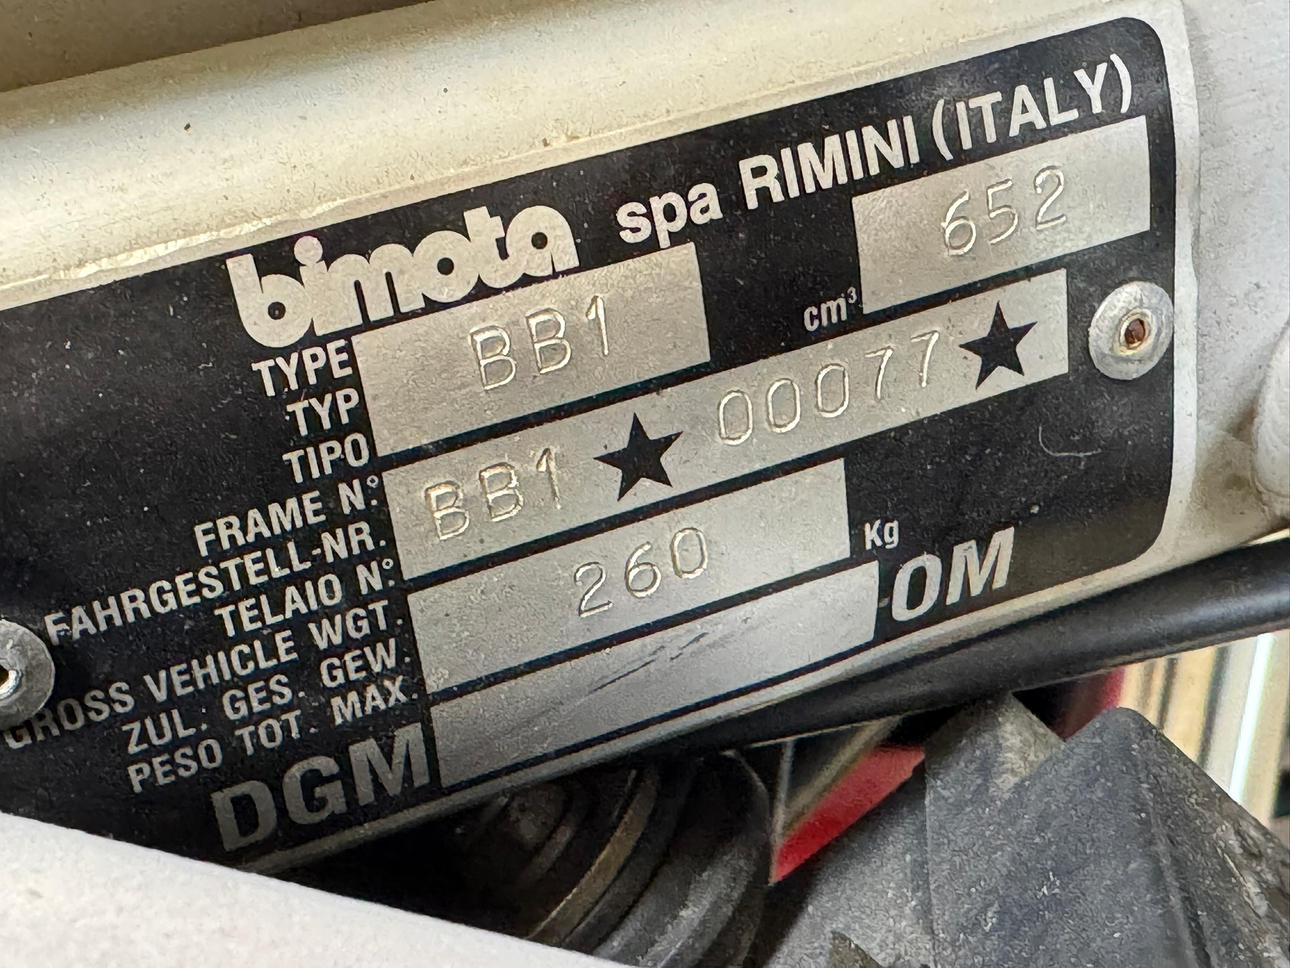 bimota spa RIMINI (ITALY)
TYPE
TYP
TIPO
BB1
cm³ 652
FRAME N°.
FAHRGESTELL-NR.
TELAIO N°.
BB1 ★ 00077 ★
GROSS VEHICLE WGT.
ZUL. GES. GEW.
PESO TOT. MAX.
260 Kg
DGM OM